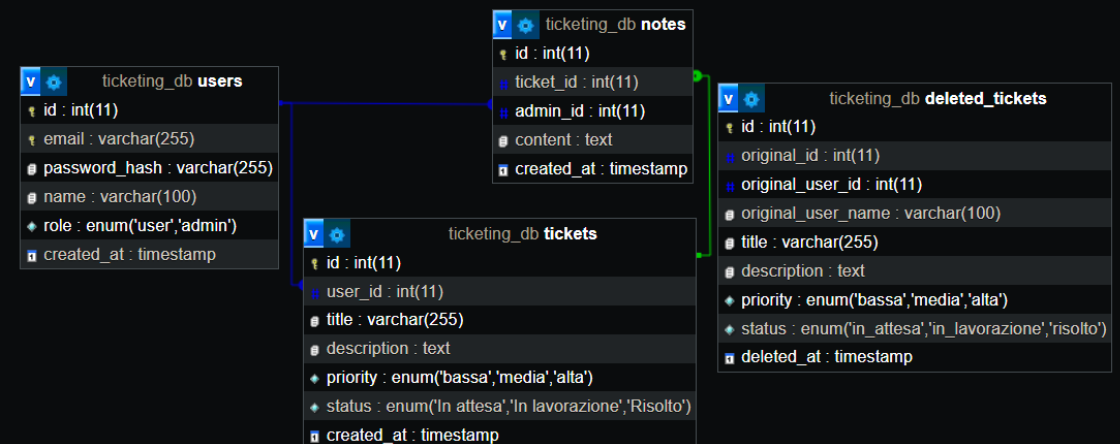 ticketing_db users
id : int(11)
email : varchar(255)
password_hash : varchar(255)
name : varchar(100)
role : enum('user','admin')
created_at : timestamp
ticketing_db notes
id : int(11)
ticket_id : int(11)
admin_id : int(11)
content : text
created_at : timestamp
ticketing_db tickets
id : int(11)
user_id : int(11)
title : varchar(255)
description : text
priority : enum('bassa','media','alta')
status : enum('In attesa','In lavorazione','Risolto')
created_at : timestamp
ticketing_db deleted_tickets
id : int(11)
original_id : int(11)
original_user_id : int(11)
original_user_name : varchar(100)
title : varchar(255)
description : text
priority : enum('bassa','media','alta')
status : enum('in_attesa','in_lavorazione','risolto')
deleted_at : timestamp